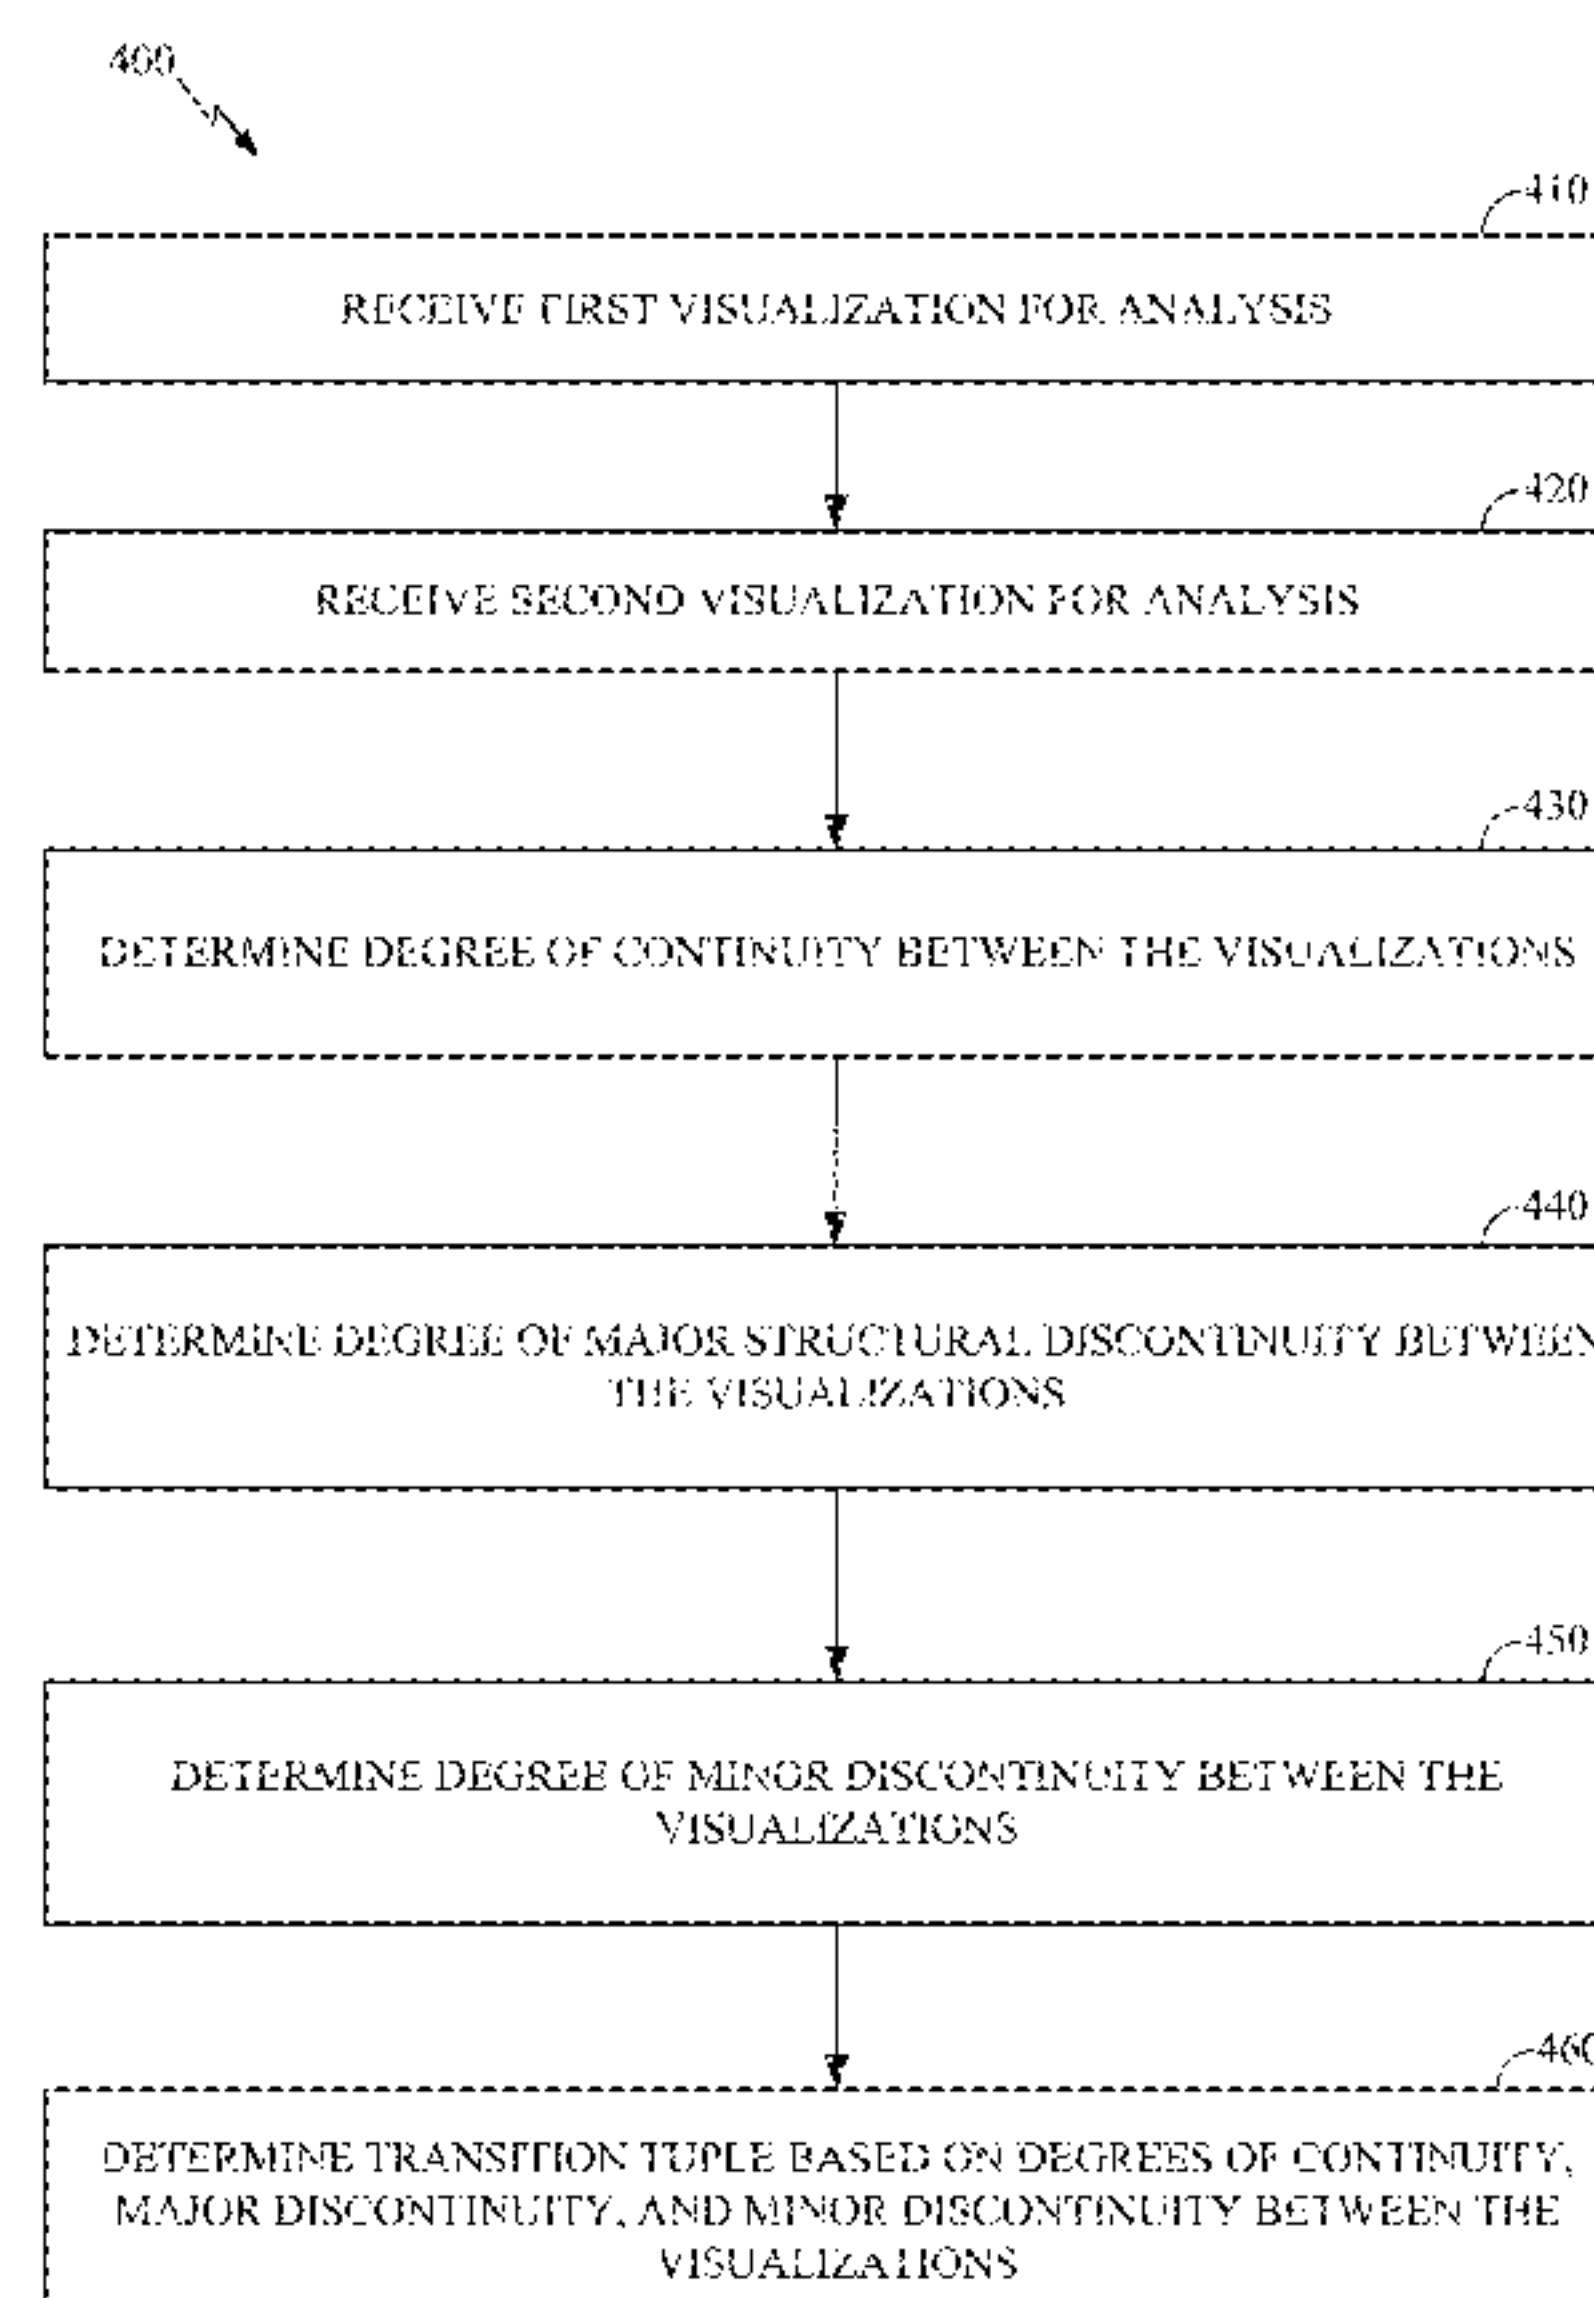 400
410
RECEIVE FIRST VISUALIZATION FOR ANALYSIS
420
RECEIVE SECOND VISUALIZATION FOR ANALYSIS
430
DETERMINE DEGREE OF CONTINUITY BETWEEN THE VISUALIZATIONS
440
DETERMINE DEGREE OF MAJOR STRUCTURAL DISCONTINUITY BETWEEN
THE VISUALIZATIONS
450
DETERMINE DEGREE OF MINOR DISCONTINUITY BETWEEN THE
VISUALIZATIONS
460
DETERMINE TRANSITION TUPLE BASED ON DEGREES OF CONTINUITY,
MAJOR DISCONTINUITY, AND MINOR DISCONTINUITY BETWEEN THE
VISUALIZATIONS